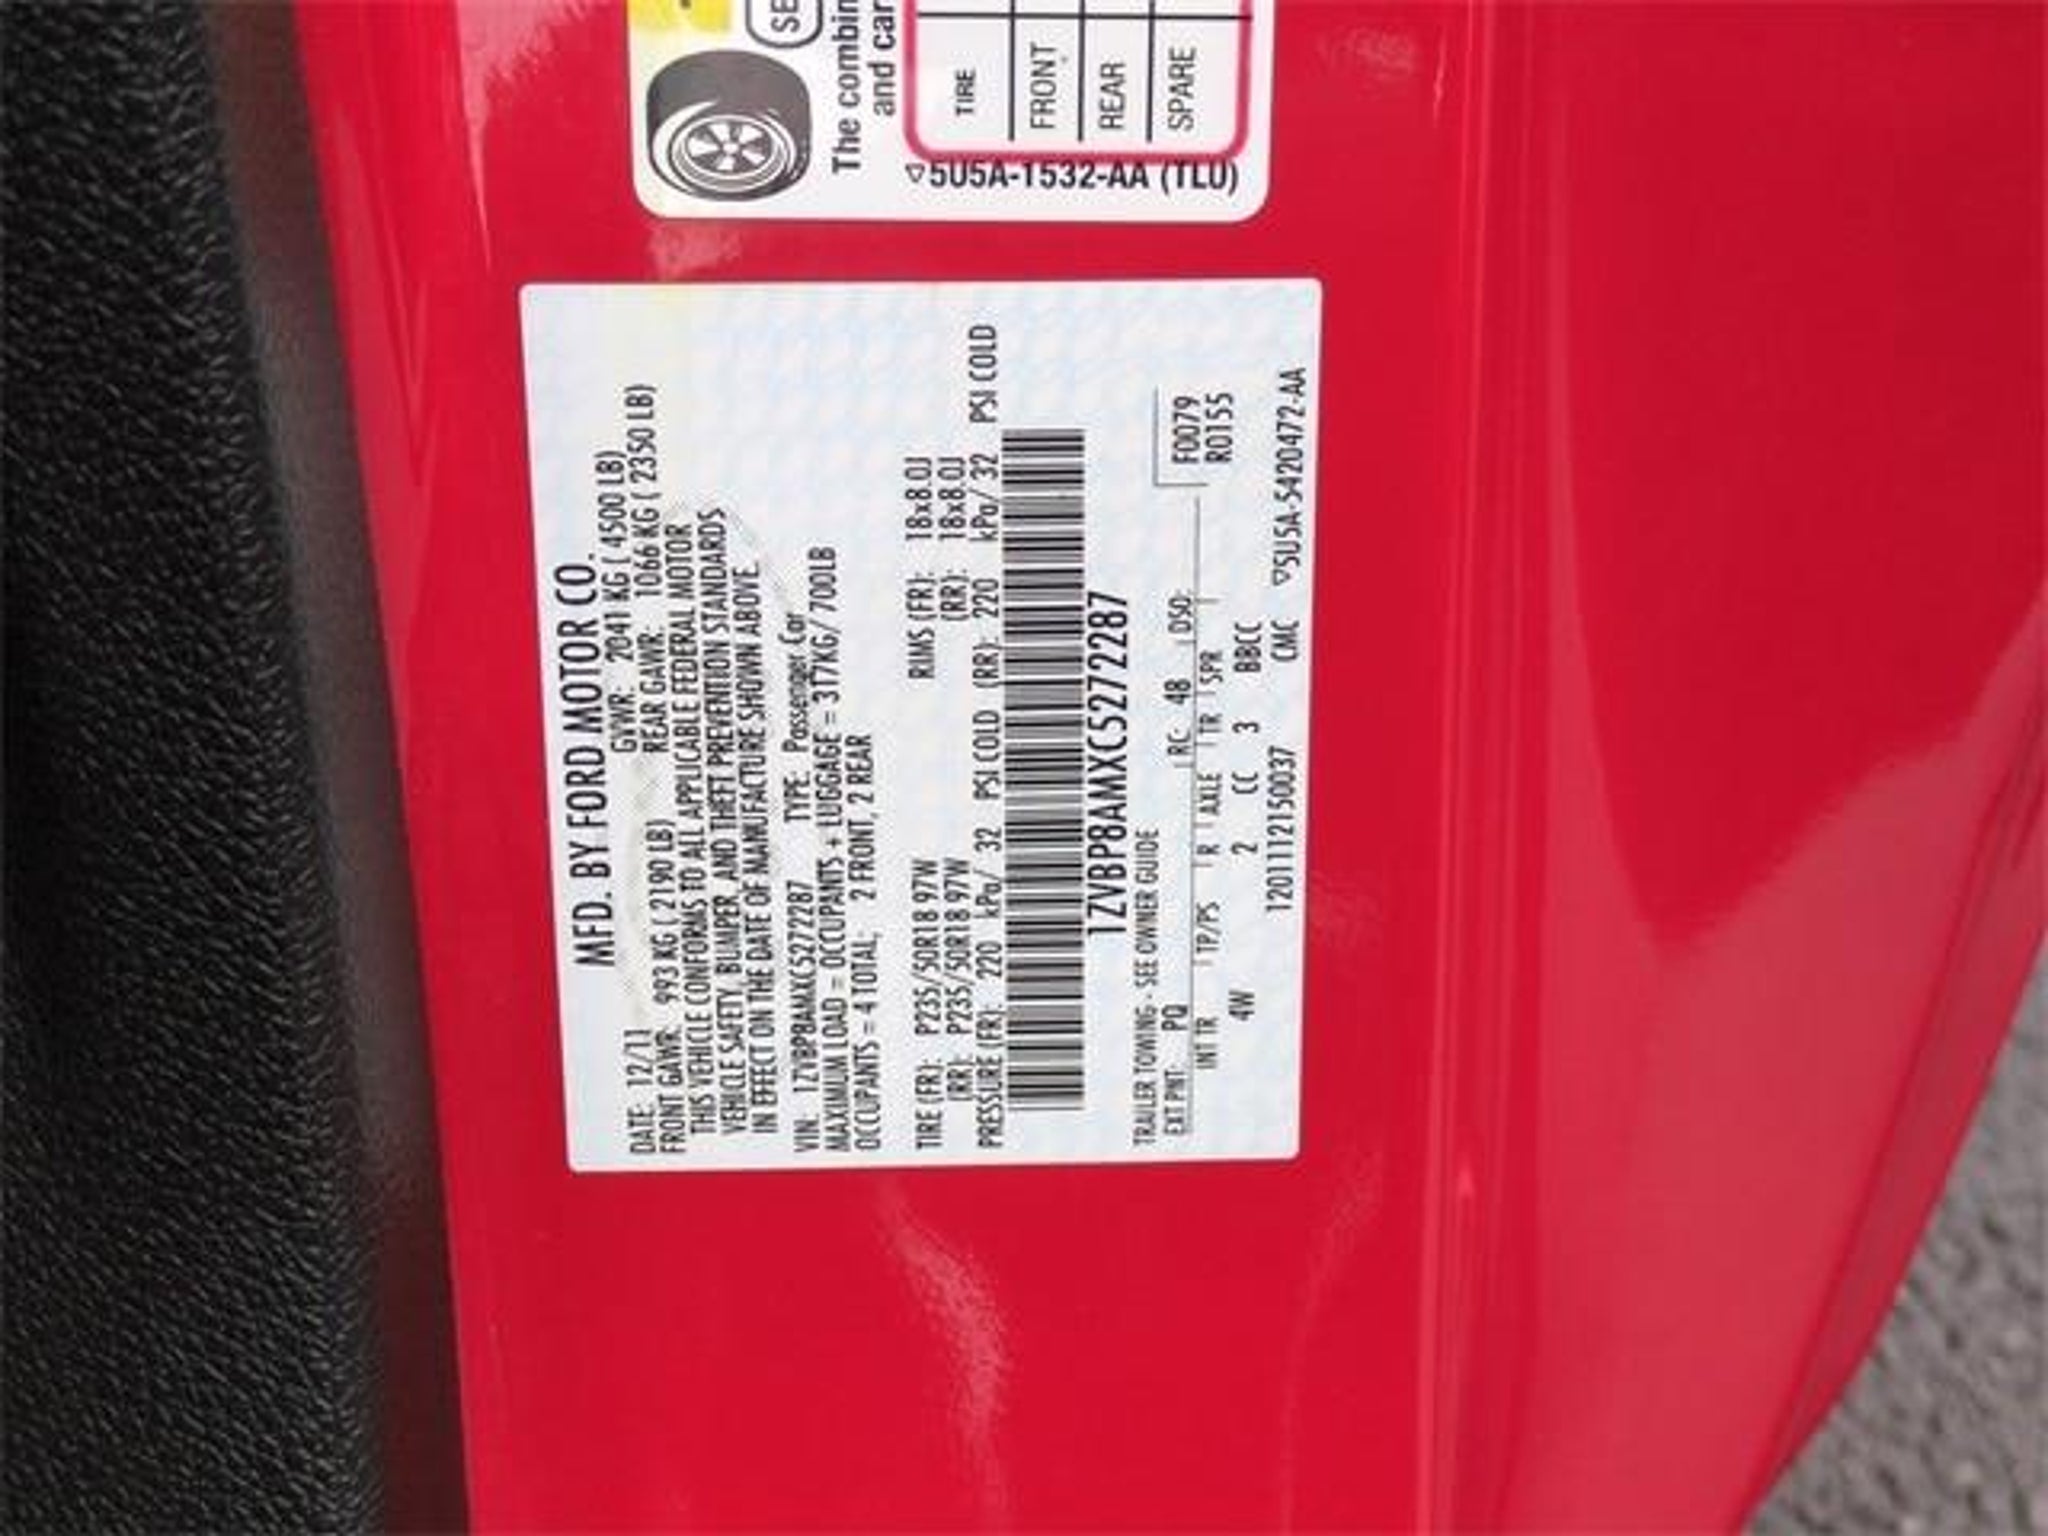 MFD. BY FORD MOTOR CO.
DATE: 12/11 GVWR: 2041 KG ( 4500 LB)
FRONT GAWR: 993 KG ( 2190 LB) REAR GAWR: 1066 KG ( 2350 LB)
THIS VEHICLE CONFORMS TO ALL APPLICABLE FEDERAL MOTOR
VEHICLE SAFETY, BUMPER, AND THEFT PREVENTION STANDARDS
IN EFFECT ON THE DATE OF MANUFACTURE SHOWN ABOVE.
VIN: 1ZVBP8AMXC5272287 TYPE: Passenger Car
MAXIMUM LOAD = OCCUPANTS + LUGGAGE = 317KG/ 700LB
OCCUPANTS = 4 TOTAL; 2 FRONT, 2 REAR
TIRE (FR): P235/50R18 97W RIMS (FR): 18x8.0J
(RR): P235/50R18 97W (RR): 18x8.0J
PRESSURE (FR): 220 kPa/ 32 PSI COLD (RR): 220 kPa/ 32 PSI COLD
1ZVBP8AMXC5272287
TRAILER TOWING - SEE OWNER GUIDE
EXT PNT: PQ RC: 48 DSO: F0079
INT TR TP/PS R AXLE TR SPR R0155
4W 2 CC 3 BBCC
1201112150037 CMC ▽5U5A-5420472-AA
SE
The combin
and car
TIRE
FRONT
REAR
SPARE
▽5U5A-1532-AA (TLU)